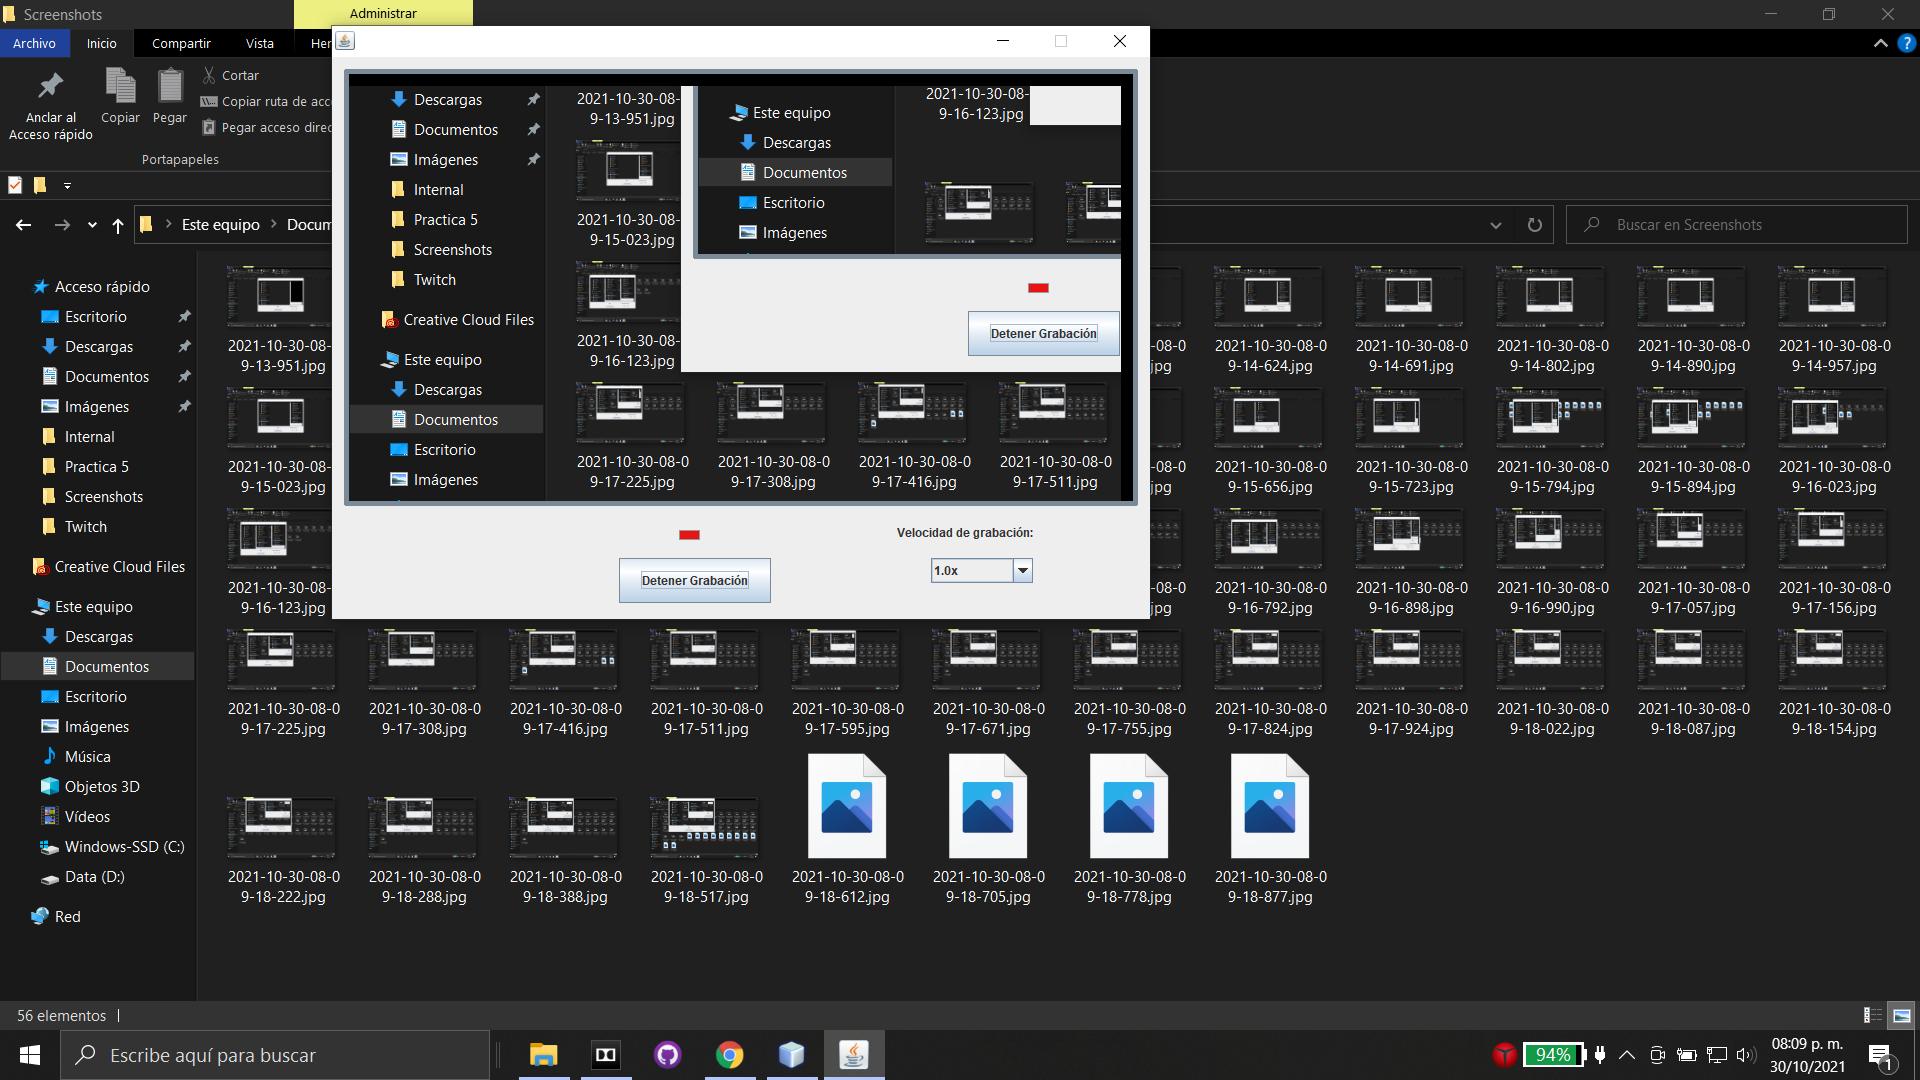 Screenshots
Administrar
Archivo
Inicio
Compartir
Vista
Her
Anclar al
Acceso rápido
Copiar
Pegar
Cortar
Copiar ruta de acc
Pegar acceso direc
Portapapeles
Este equipo
Docum
Buscar en Screenshots
Acceso rápido
Escritorio
Descargas
Documentos
Imágenes
Internal
Practica 5
Screenshots
Twitch
Creative Cloud Files
Este equipo
Descargas
Documentos
Escritorio
Imágenes
Música
Objetos 3D
Vídeos
Windows-SSD (C:)
Data (D:)
Red
Descargas
Documentos
Imágenes
Internal
Practica 5
Screenshots
Twitch
Creative Cloud Files
Este equipo
Descargas
Documentos
Escritorio
Imágenes
2021-10-30-08-
9-13-951.jpg
2021-10-30-08-
9-15-023.jpg
2021-10-30-08-
9-16-123.jpg
Este equipo
Descargas
Documentos
Escritorio
Imágenes
2021-10-30-08-
9-16-123.jpg
Detener Grabación
2021-10-30-08-0
9-17-225.jpg
2021-10-30-08-0
9-17-308.jpg
2021-10-30-08-0
9-17-416.jpg
2021-10-30-08-0
9-17-511.jpg
Velocidad de grabación:
1.0x
Detener Grabación
2021-10-30-08-0
9-13-951.jpg
08-0
.jpg
2021-10-30-08-0
9-14-624.jpg
2021-10-30-08-0
9-14-691.jpg
2021-10-30-08-0
9-14-802.jpg
2021-10-30-08-0
9-14-890.jpg
2021-10-30-08-0
9-14-957.jpg
2021-10-30-08-0
9-15-023.jpg
08-0
.jpg
2021-10-30-08-0
9-15-656.jpg
2021-10-30-08-0
9-15-723.jpg
2021-10-30-08-0
9-15-794.jpg
2021-10-30-08-0
9-15-894.jpg
2021-10-30-08-0
9-16-023.jpg
2021-10-30-08-0
9-16-123.jpg
08-0
.jpg
2021-10-30-08-0
9-16-792.jpg
2021-10-30-08-0
9-16-898.jpg
2021-10-30-08-0
9-16-990.jpg
2021-10-30-08-0
9-17-057.jpg
2021-10-30-08-0
9-17-156.jpg
2021-10-30-08-0
9-17-225.jpg
2021-10-30-08-0
9-17-308.jpg
2021-10-30-08-0
9-17-416.jpg
2021-10-30-08-0
9-17-511.jpg
2021-10-30-08-0
9-17-595.jpg
2021-10-30-08-0
9-17-671.jpg
2021-10-30-08-0
9-17-755.jpg
2021-10-30-08-0
9-17-824.jpg
2021-10-30-08-0
9-17-924.jpg
2021-10-30-08-0
9-18-022.jpg
2021-10-30-08-0
9-18-087.jpg
2021-10-30-08-0
9-18-154.jpg
2021-10-30-08-0
9-18-222.jpg
2021-10-30-08-0
9-18-288.jpg
2021-10-30-08-0
9-18-388.jpg
2021-10-30-08-0
9-18-517.jpg
2021-10-30-08-0
9-18-612.jpg
2021-10-30-08-0
9-18-705.jpg
2021-10-30-08-0
9-18-778.jpg
2021-10-30-08-0
9-18-877.jpg
56 elementos
Escribe aquí para buscar
94%
08:09 p. m.
30/10/2021
1